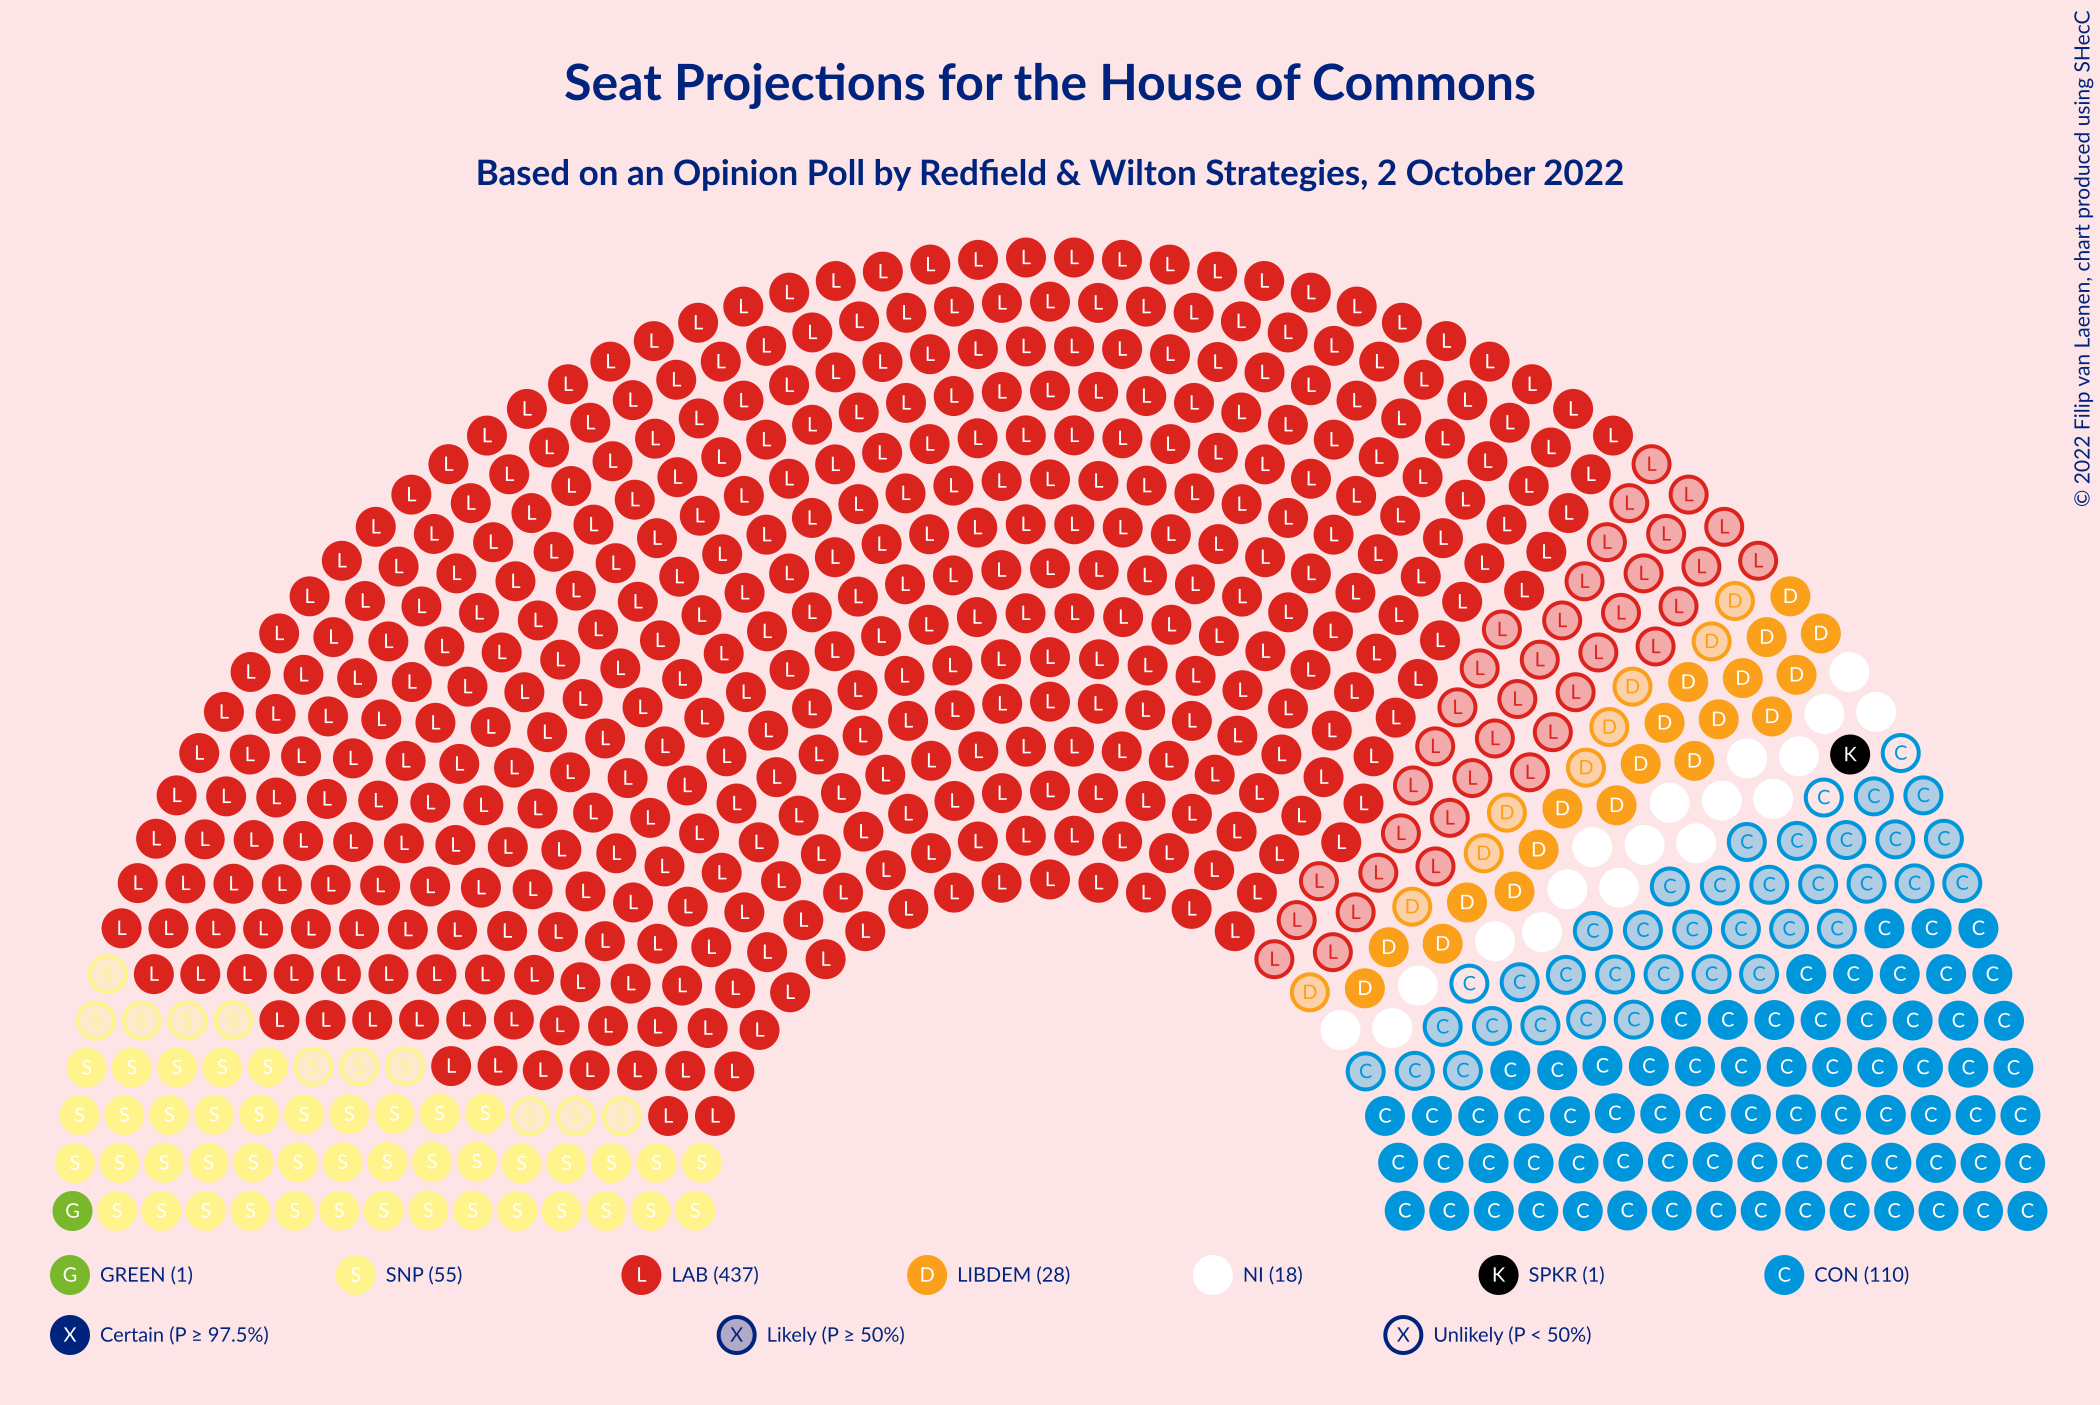 Seat Projections for the House of Commons
Based on an Opinion Poll by Redfield & Wilton Strategies, 2 October 2022
© 2022 Filip van Laenen, chart produced using SHecC
G GREEN (1)
S SNP (55)
L LAB (437)
D LIBDEM (28)
NI (18)
K SPKR (1)
C CON (110)
X Certain (P ≥ 97.5%)
X Likely (P ≥ 50%)
X Unlikely (P < 50%)